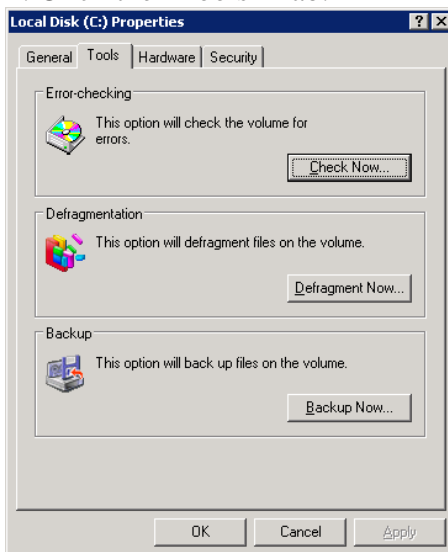 Local Disk (C:) Properties
General Tools Hardware Security
Error-checking
This option will check the volume for
errors.
Check Now...
Defragmentation
This option will defragment files on the volume.
Defragment Now...
Backup
This option will back up files on the volume.
Backup Now...
OK Cancel Apply